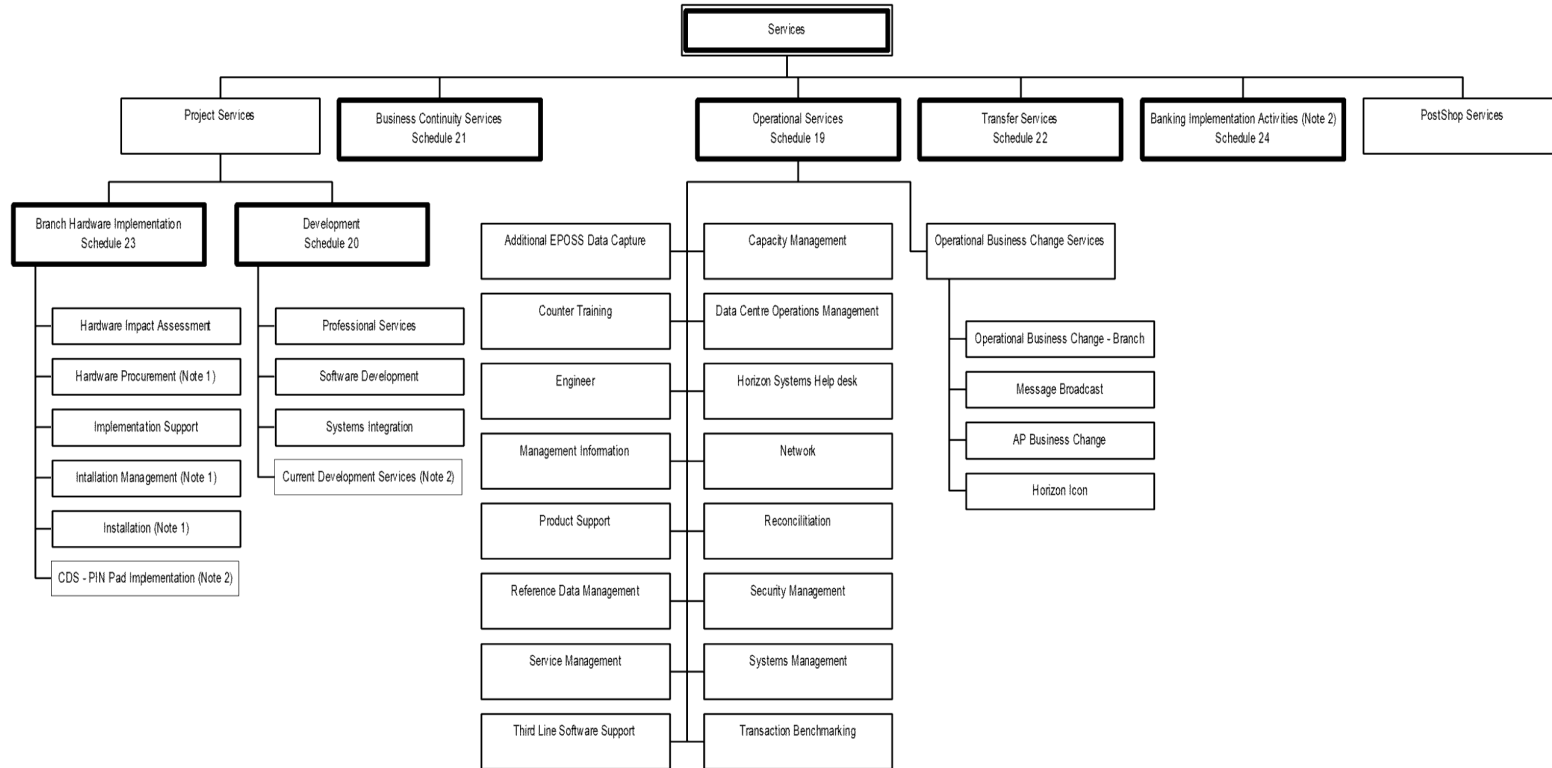 Services
Project Services
Business Continuity Services
Schedule 21
Operational Services
Schedule 19
Transfer Services
Schedule 22
Banking Implementation Activities (Note 2)
Schedule 24
PostShop Services
Branch Hardware Implementation
Schedule 23
Development
Schedule 20
Hardware Impact Assessment
Hardware Procurement (Note 1)
Implementation Support
Intallation Management (Note 1)
Installation (Note 1)
CDS - PIN Pad Implementation (Note 2)
Professional Services
Software Development
Systems Integration
Current Development Services (Note 2)
Additional EPOSS Data Capture
Counter Training
Engineer
Management Information
Product Support
Reference Data Management
Service Management
Third Line Software Support
Capacity Management
Data Centre Operations Management
Horizon Systems Help desk
Network
Reconcilitiation
Security Management
Systems Management
Transaction Benchmarking
Operational Business Change Services
Operational Business Change - Branch
Message Broadcast
AP Business Change
Horizon Icon